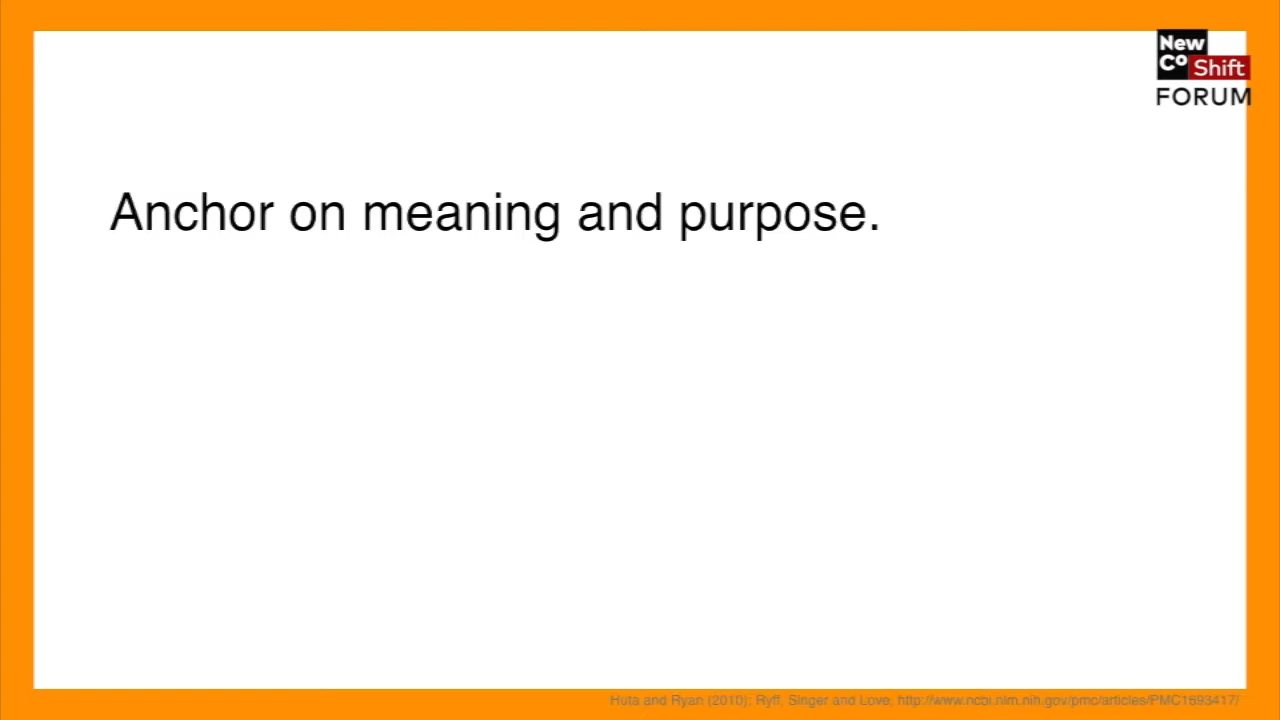 New
Co Shift
FORUM
Anchor on meaning and purpose.
Huta and Ryan (2010); Ryff, Singer and Love, http://www.ncbi.nlm.nih.gov/pmc/articles/PMC1693417/